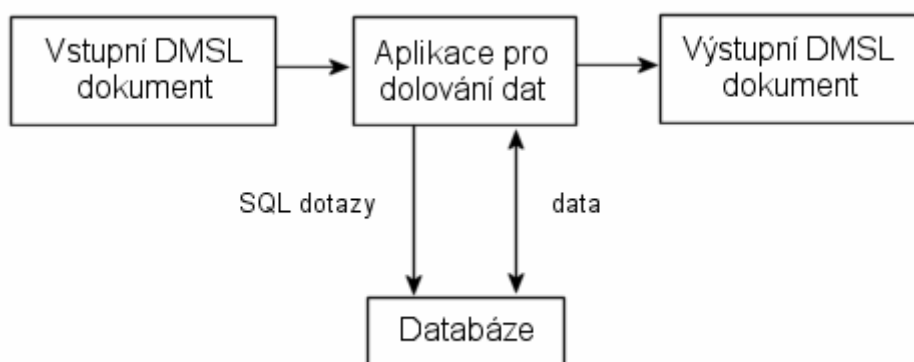 Vstupní DMSL
dokument
Aplikace pro
dolování dat
Výstupní DMSL
dokument
SQL dotazy
data
Databáze